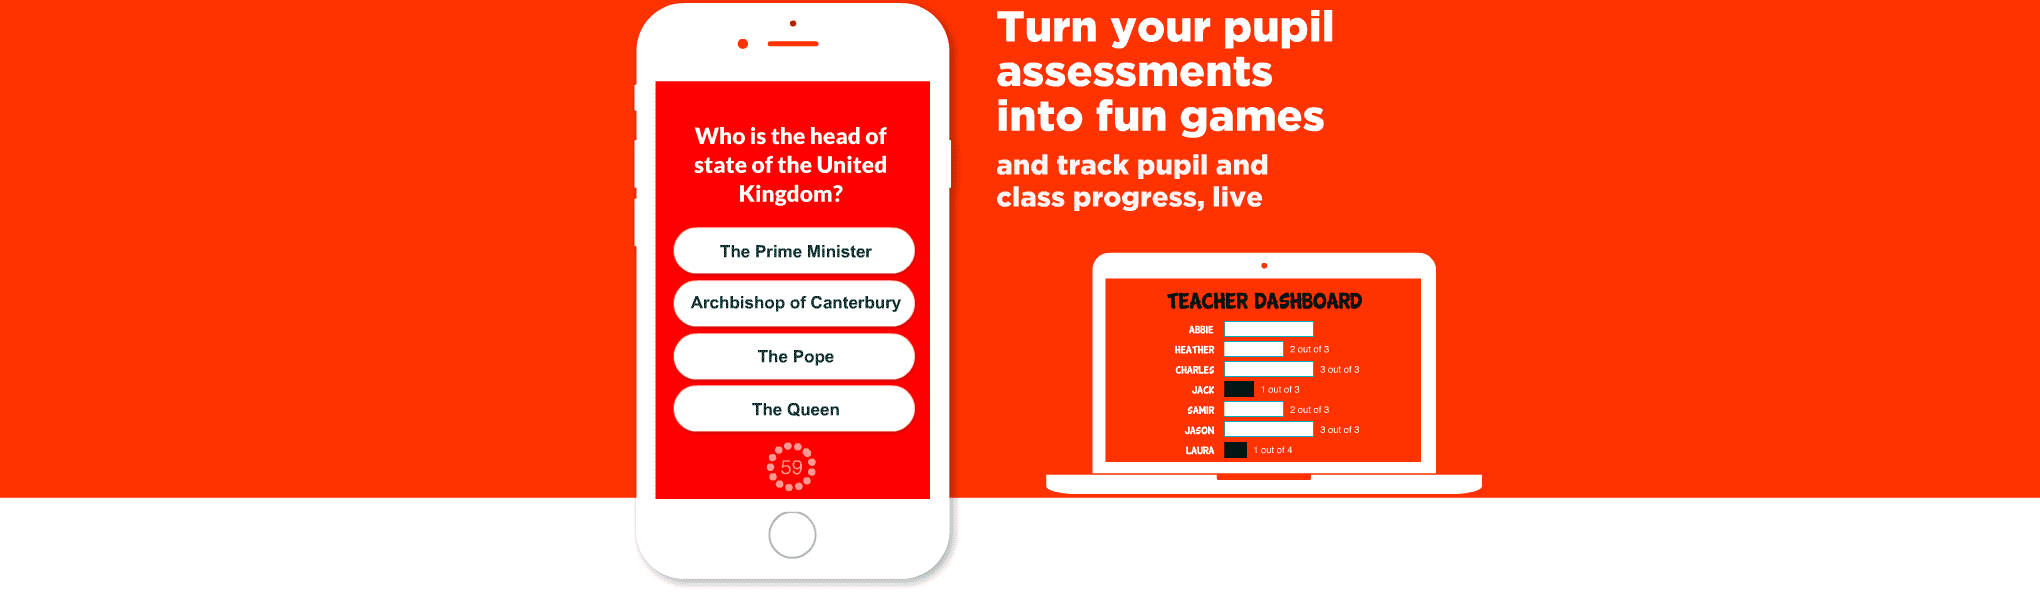 Who is the head of
state of the United
Kingdom?
The Prime Minister
Archbishop of Canterbury
The Pope
The Queen
59
Turn your pupil
assessments
into fun games
and track pupil and
class progress, live
TEACHER DASHBOARD
ABBIE
HEATHER 2 out of 3
CHARLES 3 out of 3
JACK 1 out of 3
SAMIR 2 out of 3
JASON 3 out of 3
LAURA 1 out of 4